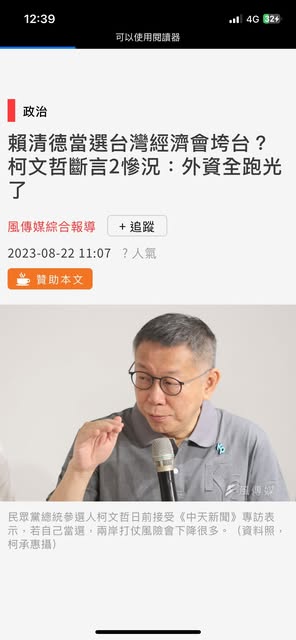 12:39
4G 32
可以使用閱讀器
政治
賴清德當選台灣經濟會垮台？
柯文哲斷言2慘況：外資全跑光
了
風傳媒綜合報導
+ 追蹤
2023-08-22 11:07 ? 人氣
贊助本文
風傳媒
民眾黨總統參選人柯文哲日前接受《中天新聞》專訪表
示，若自己當選，兩岸打仗風險會下降很多。（資料照，
柯承惠攝）